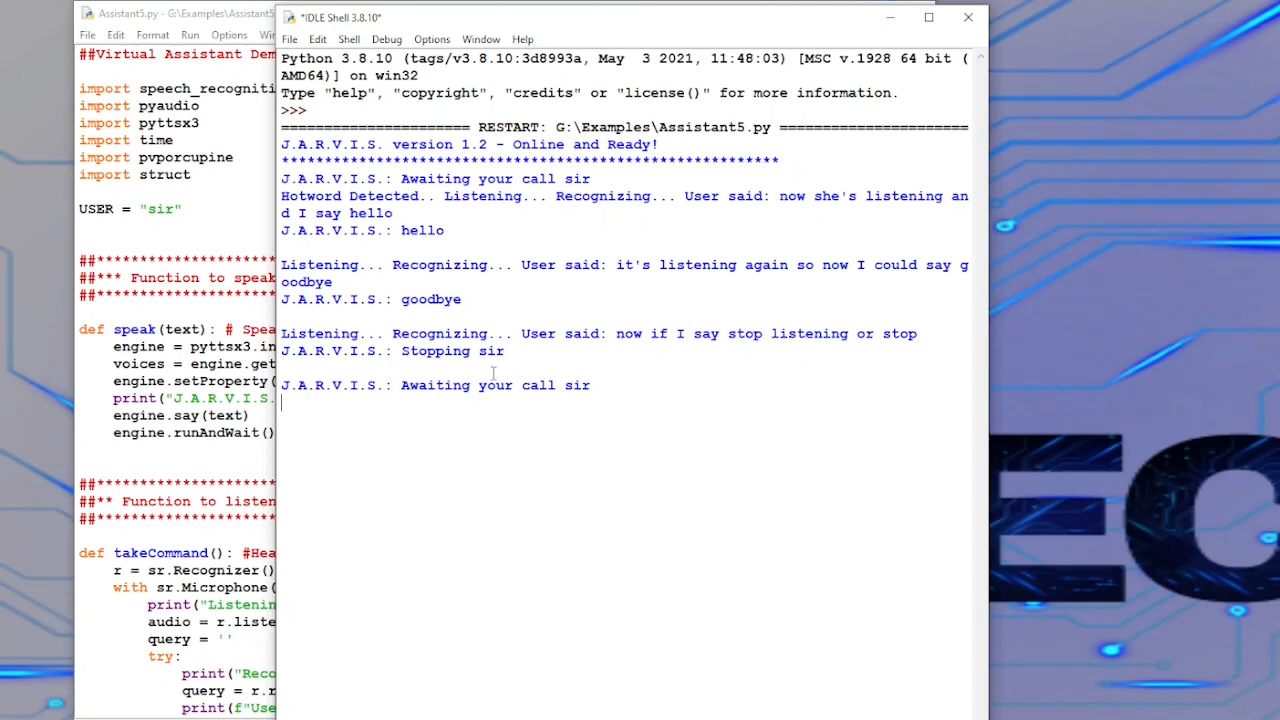 Assistant5.py - G:\Examples\Assistant5
File Edit Format Run Options
##Virtual Assistant
import speech_recogniti
import pyaudio
import pyttsx3
import time
import pvporcupine
import struct
USER = "sir"
##***********************
##*** Function to speak
##***********************
def speak(text): #
engine = pyttsx3.in
voices = engine.get
engine.setProperty(
print("J.A.R.V.I.S.
engine.say(text)
engine.runAndWait()
##***********************
##** Function to listen
##***********************
def takeCommand():
r = sr.Recognizer()
with sr.Microphone(
print("Listenin
audio = r.liste
query = ''
try:
print("Reco
query = r.r
print(f"Use
*IDLE Shell 3.8.10*
File Edit Shell Debug Options Window Help
Python 3.8.10 (tags/v3.8.10:3d8993a, May 3 2021, 11:48:03) [MSC v.1928 64 bit (
AMD64)] on win32
Type "help", "copyright", "credits" or "license()" for more information.
>>>
====================== RESTART: G:\Examples\Assistant5.py ======================
J.A.R.V.I.S. version 1.2 - Online and Ready!
**********************************************************
J.A.R.V.I.S.: Awaiting your call sir
Hotword Detected.. Listening... Recognizing... User said: now she's listening an
d I say hello
J.A.R.V.I.S.: hello
Listening... Recognizing... User said: it's listening again so now I could say g
oodbye
J.A.R.V.I.S.: goodbye
Listening... Recognizing... User said: now if I say stop listening or stop
J.A.R.V.I.S.: Stopping sir
J.A.R.V.I.S.: Awaiting your call sir
EC